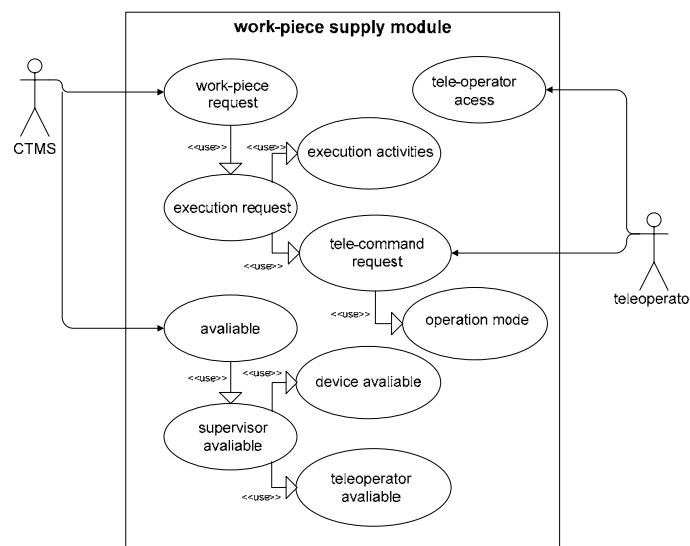 work-piece supply module
work-piece
request
tele-operator
acess
CTMS
<<use>>
<<use>>
execution activities
execution request
tele-command
request
<<use>>
teleoperato
<<use>>
operation mode
avaliable
<<use>>
<<use>>
device avaliable
supervisor
avaliable
teleoperator
avaliable
<<use>>